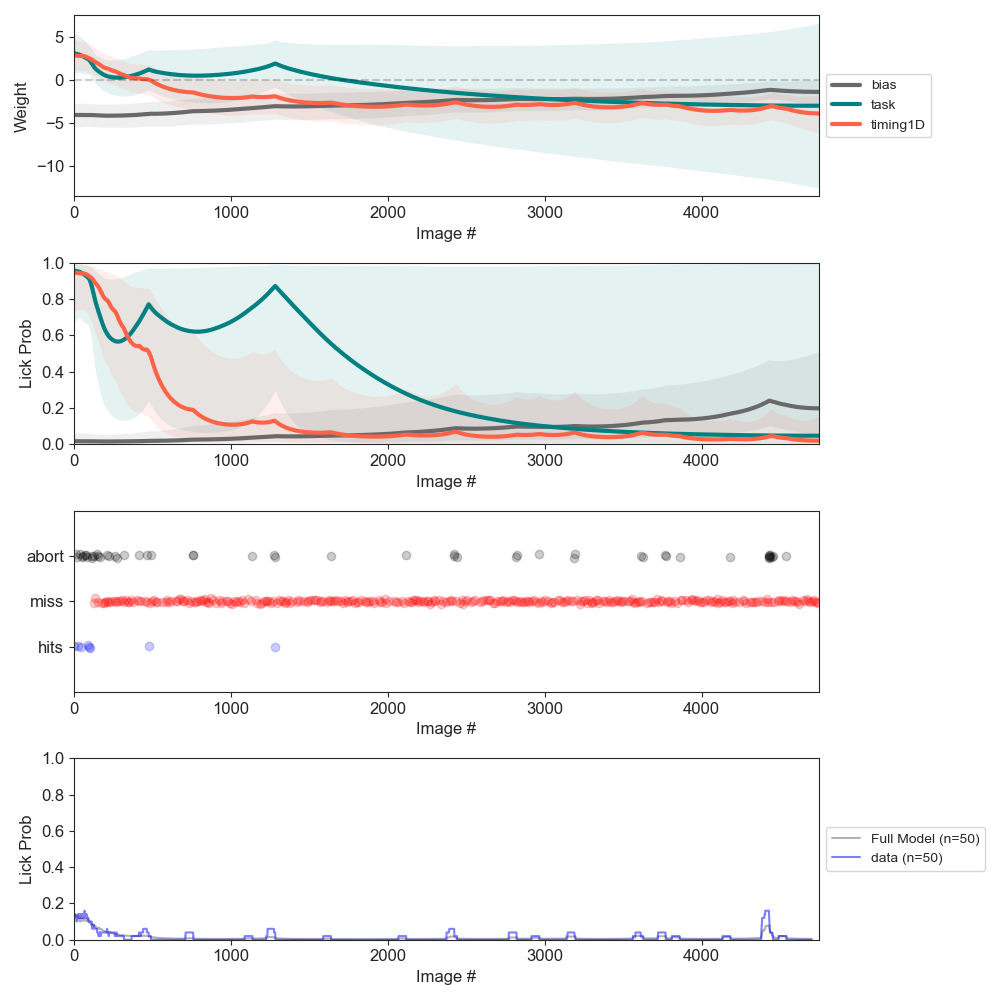 5
0
−5
−10
Weight
0 1000 2000 3000 4000
Image #
bias
task
timing1D
1.0
0.8
0.6
0.4
0.2
0.0
Lick Prob
0 1000 2000 3000 4000
Image #
abort
miss
hits
0 1000 2000 3000 4000
Image #
1.0
0.8
0.6
0.4
0.2
0.0
Lick Prob
0 1000 2000 3000 4000
Image #
Full Model (n=50)
data (n=50)